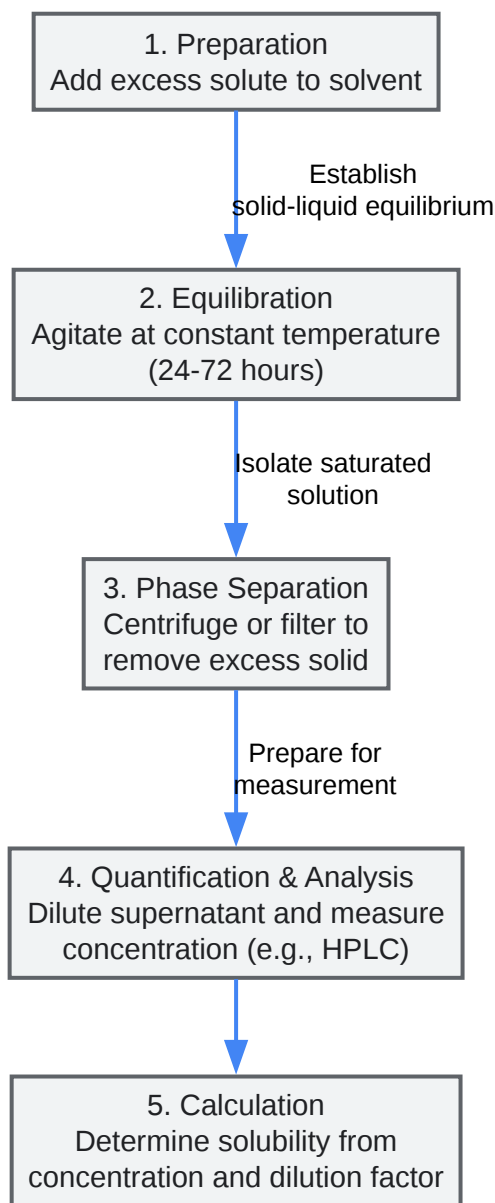 1. Preparation
Add excess solute to solvent
Establish
solid-liquid equilibrium
2. Equilibration
Agitate at constant temperature
(24-72 hours)
Isolate saturated
solution
3. Phase Separation
Centrifuge or filter to
remove excess solid
Prepare for
measurement
4. Quantification & Analysis
Dilute supernatant and measure
concentration (e.g., HPLC)
5. Calculation
Determine solubility from
concentration and dilution factor